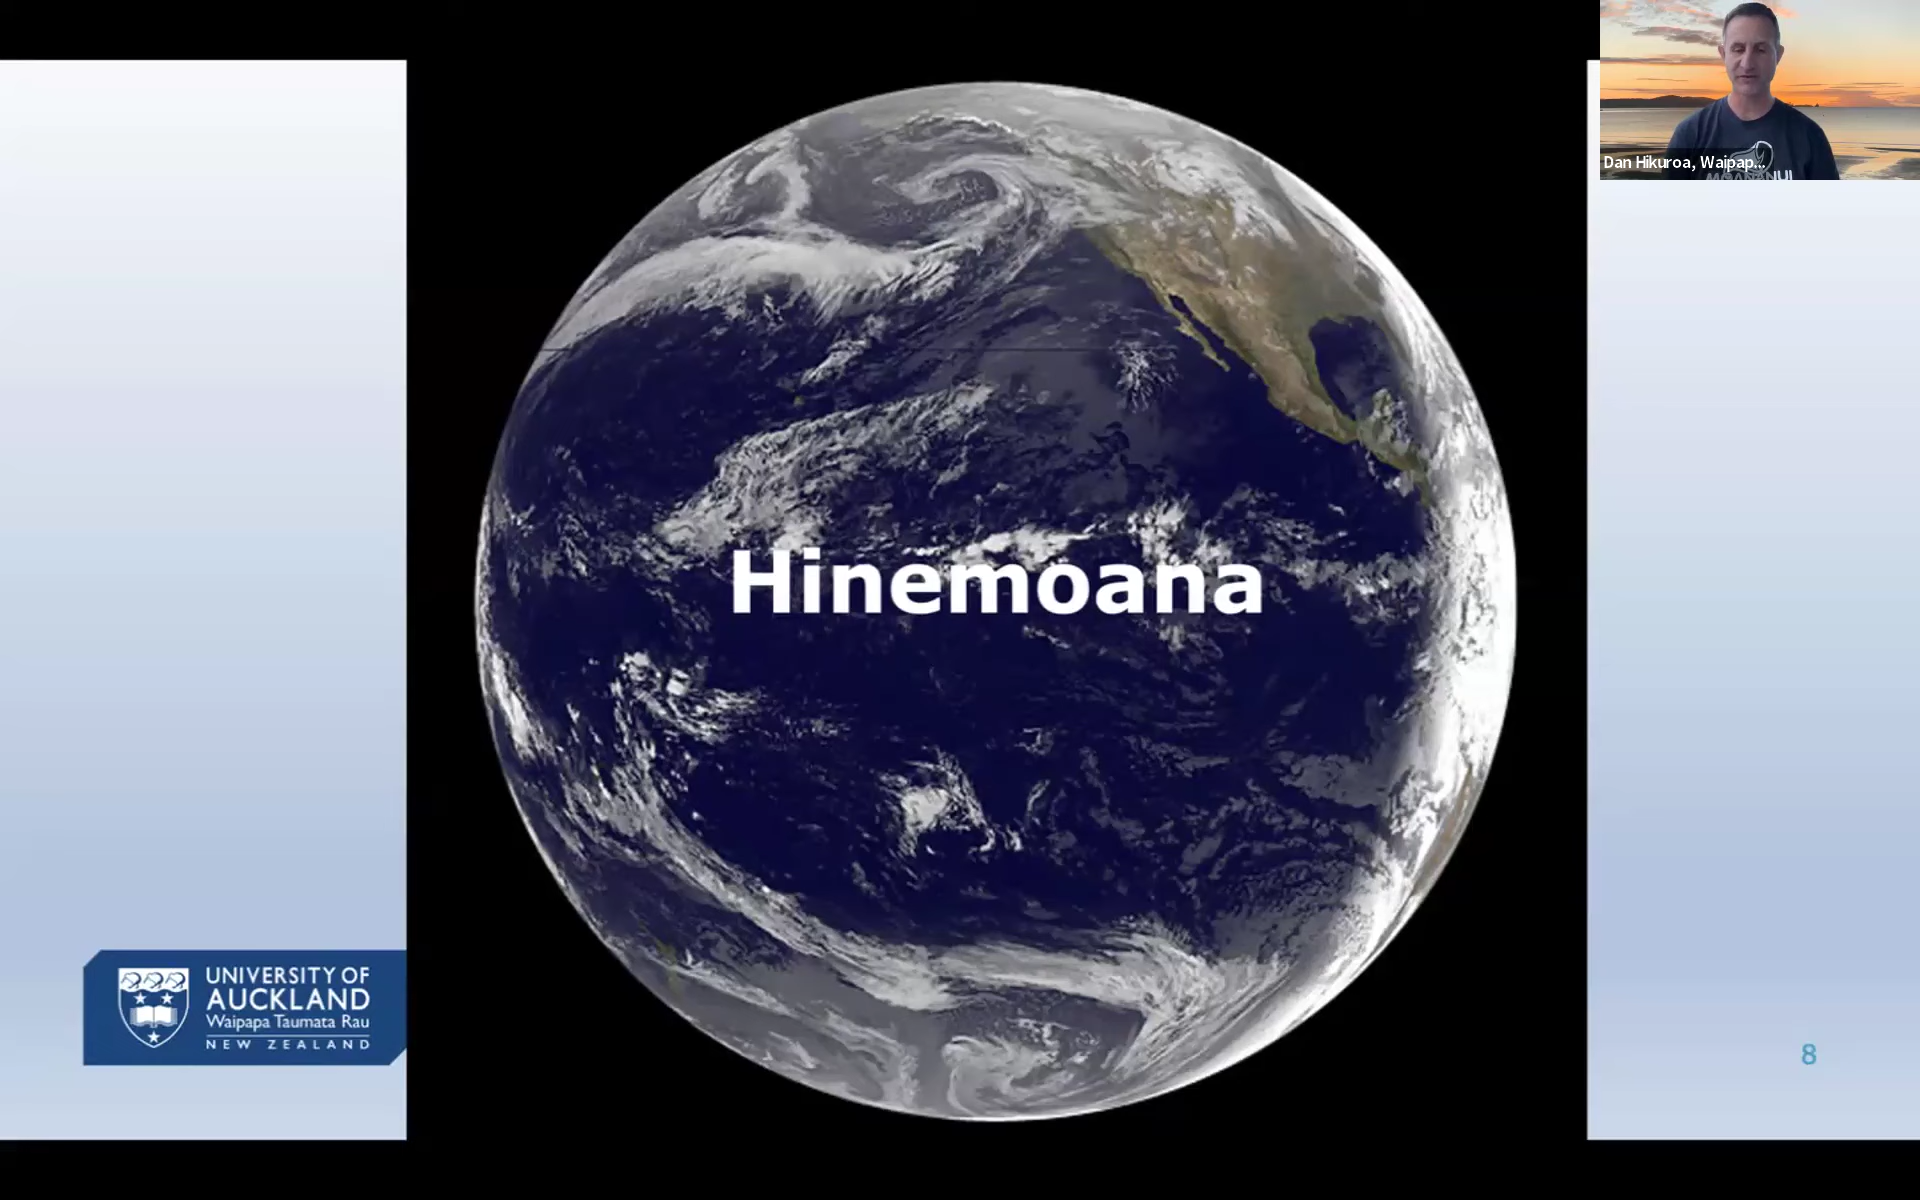 Dan Hikuroa, Waipap...
Hinemoana
UNIVERSITY OF
AUCKLAND
Waipapa Taumata Rau
NEW ZEALAND
8